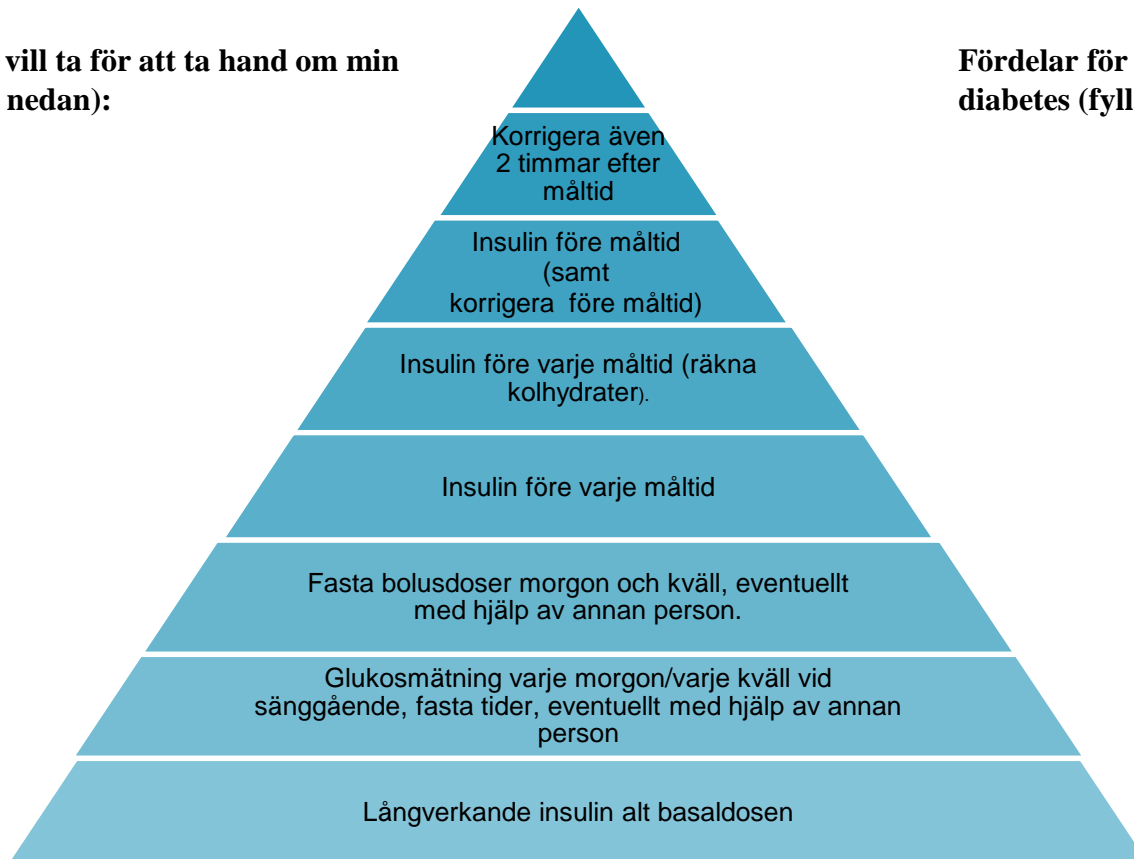 vill ta för att ta hand om min
nedan):
Fördelar för
diabetes (fyll
Korrigera även
2 timmar efter
måltid
Insulin före måltid
(samt
korrigera  före måltid)
Insulin före varje måltid (räkna
kolhydrater).
Insulin före varje måltid
Fasta bolusdoser morgon och kväll, eventuellt
med hjälp av annan person.
Glukosmätning varje morgon/varje kväll vid
sänggående, fasta tider, eventuellt med hjälp av annan
person
Långverkande insulin alt basaldosen